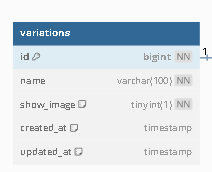 variations
id bigint NN
1
name varchar(100) NN
show_image tinyint(1) NN
created_at timestamp
updated_at timestamp